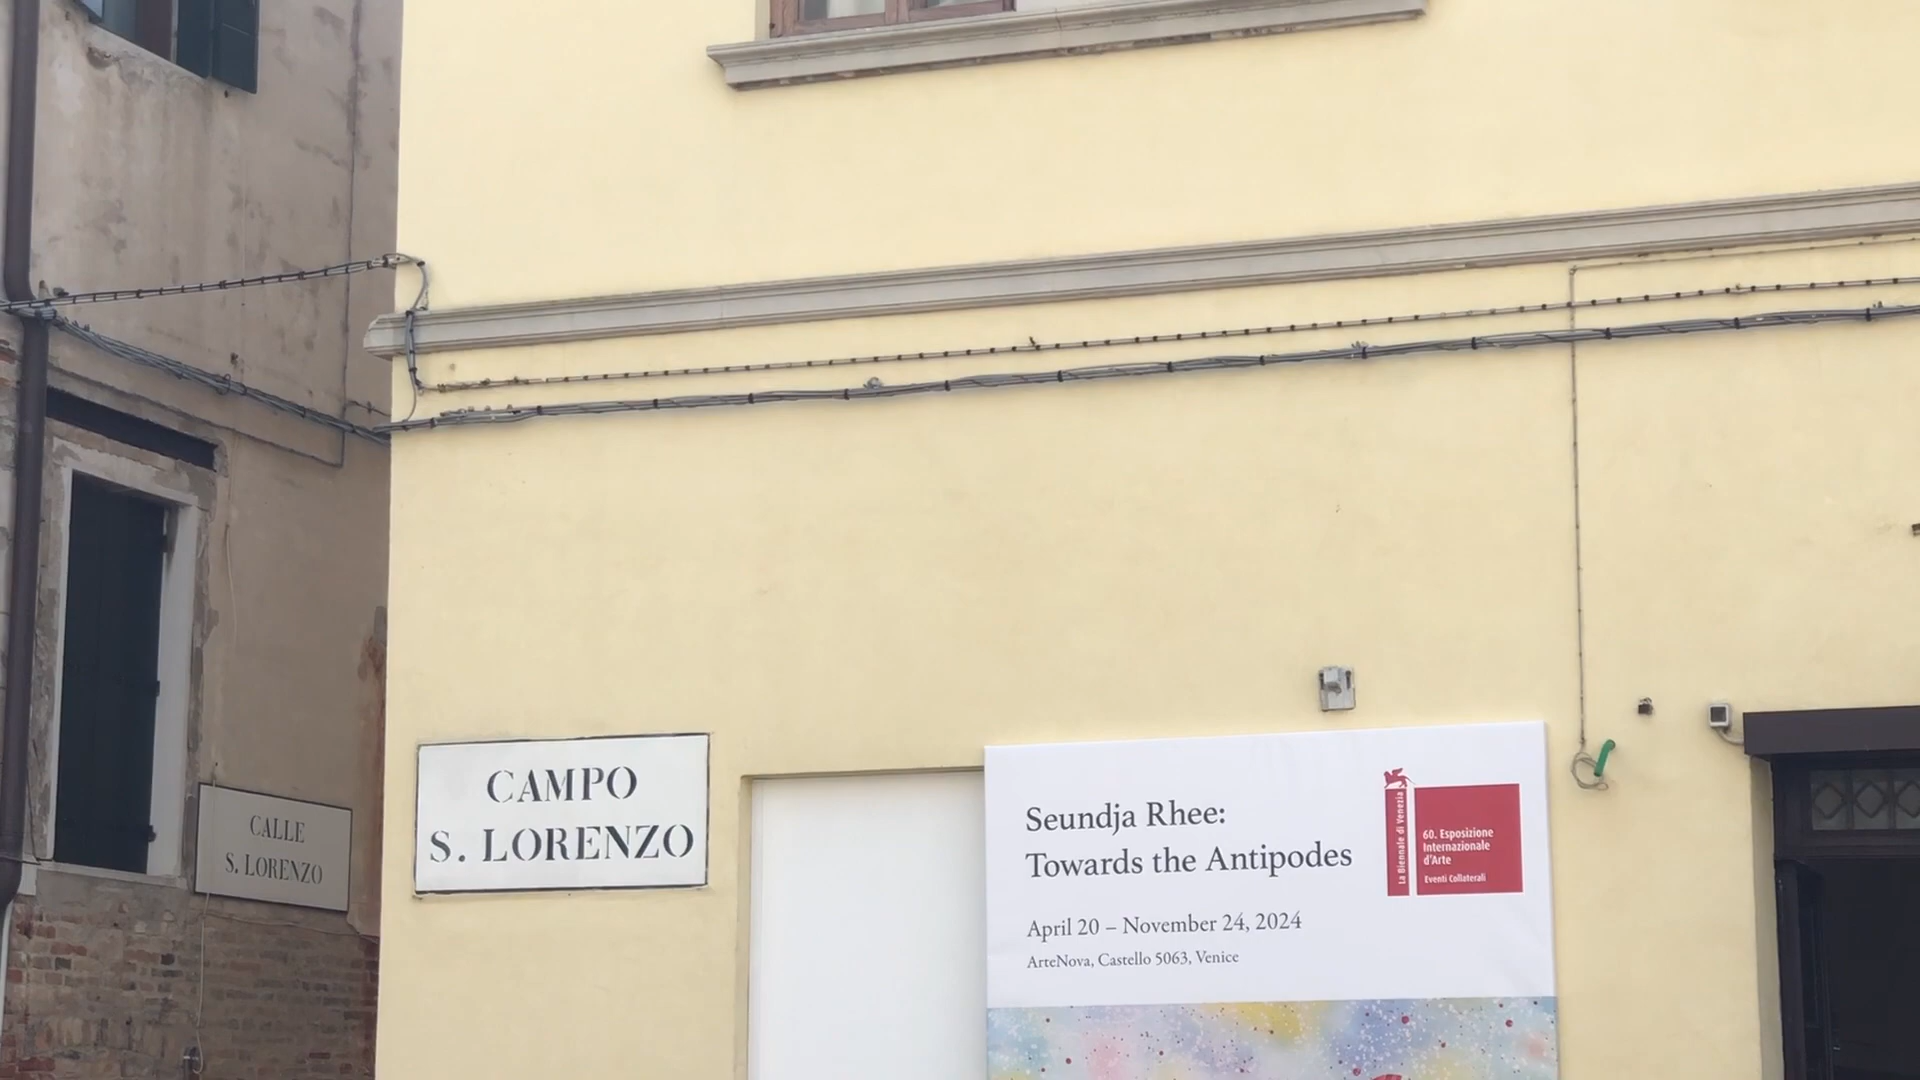 CAMPO
S. LORENZO
CALLE
S. LORENZO
Seundja Rhee:
Towards the Antipodes
April 20 – November 24, 2024
ArteNova, Castello 5063, Venice
La Biennale di Venezia
60. Esposizione
Internazionale
d'Arte
Eventi Collaterali